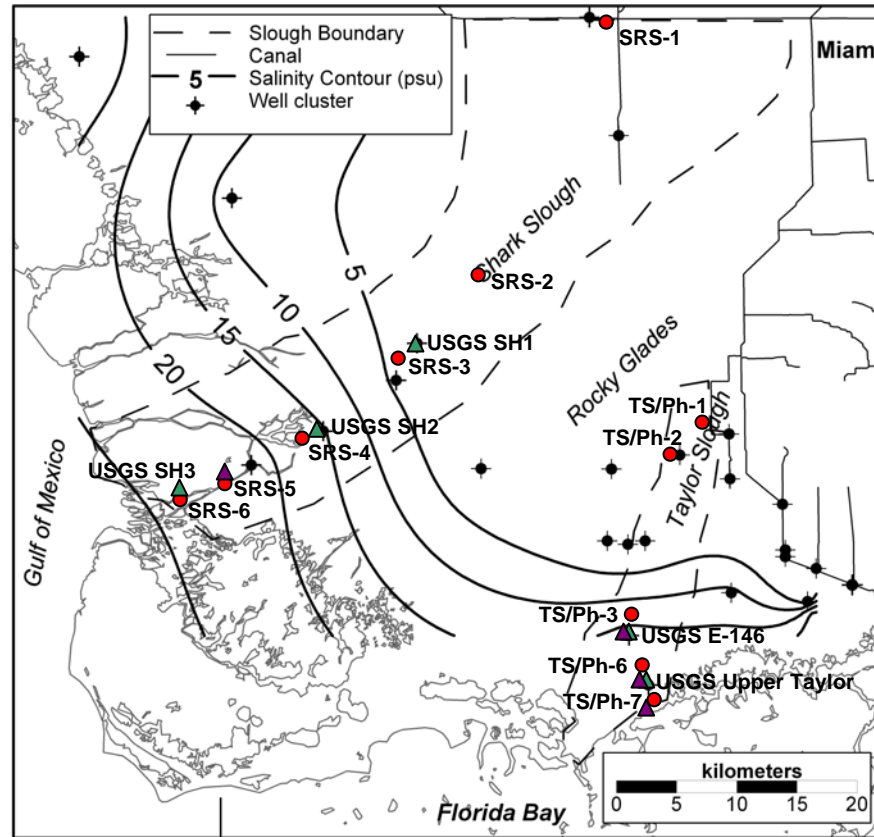 Slough Boundary
Canal
5 Salinity Contour (psu)
Well cluster
SRS-1
Miam
Shark Slough
SRS-2
5
10
15
20
USGS SH1
SRS-3
Rocky Glades
TS/Ph-1
TS/Ph-2
Taylor Slough
USGS SH2
SRS-4
USGS SH3
SRS-5
SRS-6
Gulf of Mexico
TS/Ph-3
USGS E-146
TS/Ph-6
USGS Upper Taylor
TS/Ph-7
kilometers
0 5 10 15 20
Florida Bay